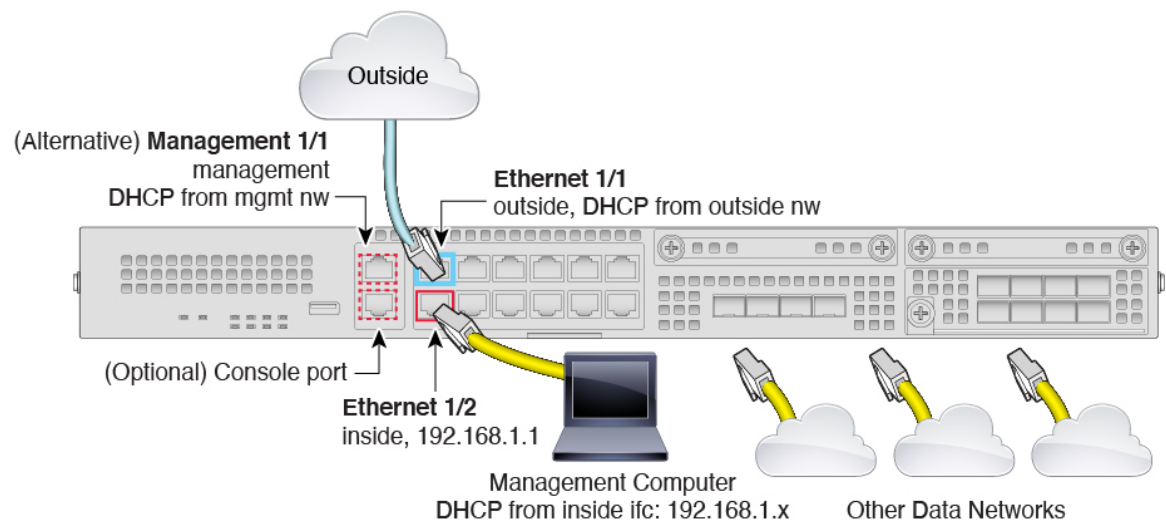 Outside
(Alternative) Management 1/1
management
DHCP from mgmt nw
Ethernet 1/1
outside, DHCP from outside nw
(Optional) Console port
Ethernet 1/2
inside, 192.168.1.1
Management Computer
DHCP from inside ifc: 192.168.1.x
Other Data Networks